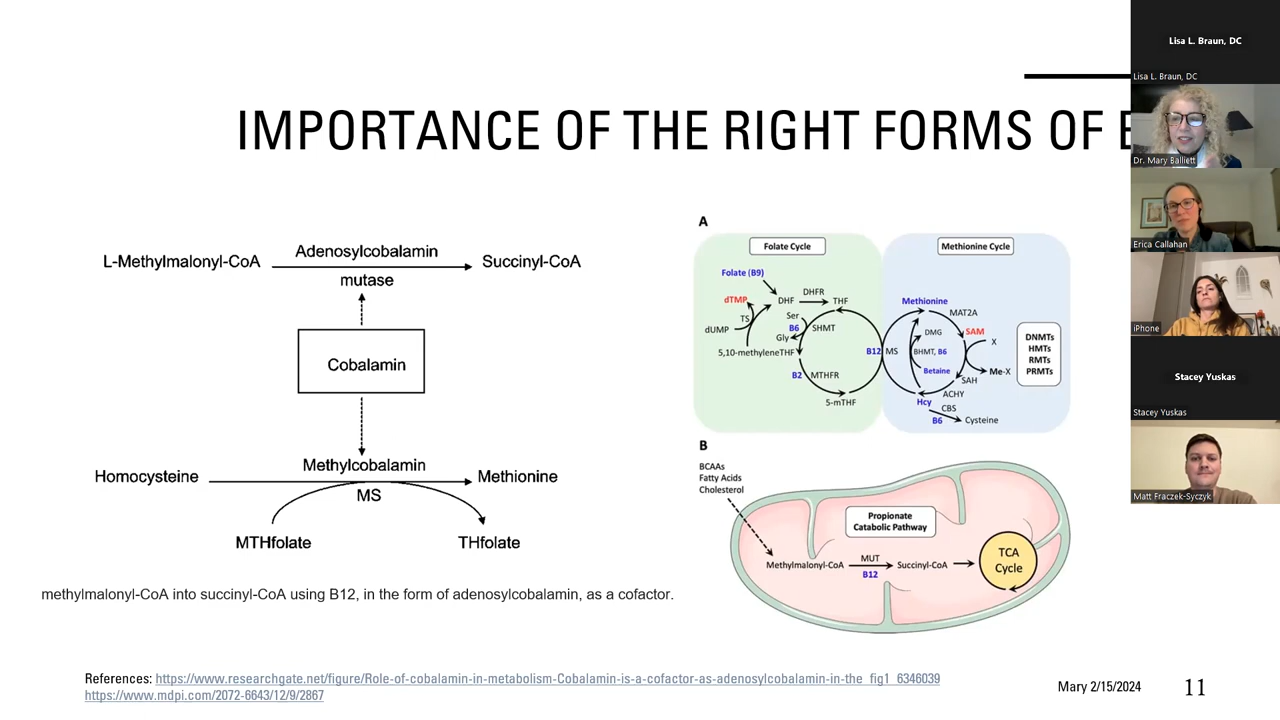 IMPORTANCE OF THE RIGHT FORMS OF
L-Methylmalonyl-CoA
Adenosylcobalamin
mutase
Succinyl-CoA
Cobalamin
Homocysteine
Methylcobalamin
MS
Methionine
MTHfolate
THfolate
methylmalonyl-CoA into succinyl-CoA using B12, in the form of adenosylcobalamin, as a cofactor.
A
Folate Cycle
Methionine Cycle
Folate (B9)
dTMP
DHF
DHFR
THF
TS
dUMP
Ser
B6
SHMT
Gly
5,10-methyleneTHF
B2
MTHFR
5-mTHF
B12
MS
Methionine
MAT2A
DMG
SAM
X
BHMT, B6
Betaine
Me-X
SAH
ACHY
Hcy
CBS
B6
Cysteine
DNMTs
HMTs
RMTs
PRMTs
B
BCAAs
Fatty Acids
Cholesterol
Propionate
Catabolic Pathway
Methylmalonyl-CoA
MUT
B12
Succinyl-CoA
TCA
Cycle
References: https://www.researchgate.net/figure/Role-of-cobalamin-in-metabolism-Cobalamin-is-a-cofactor-as-adenosylcobalamin-in-the_fig1_6346039
https://www.mdpi.com/2072-6643/12/9/2867
Mary 2/15/2024
11
Lisa L. Braun, DC
Lisa L. Braun, DC
Dr. Mary Balliett
Erica Callahan
iPhone
Stacey Yuskas
Stacey Yuskas
Matt Fraczek-Syczyk